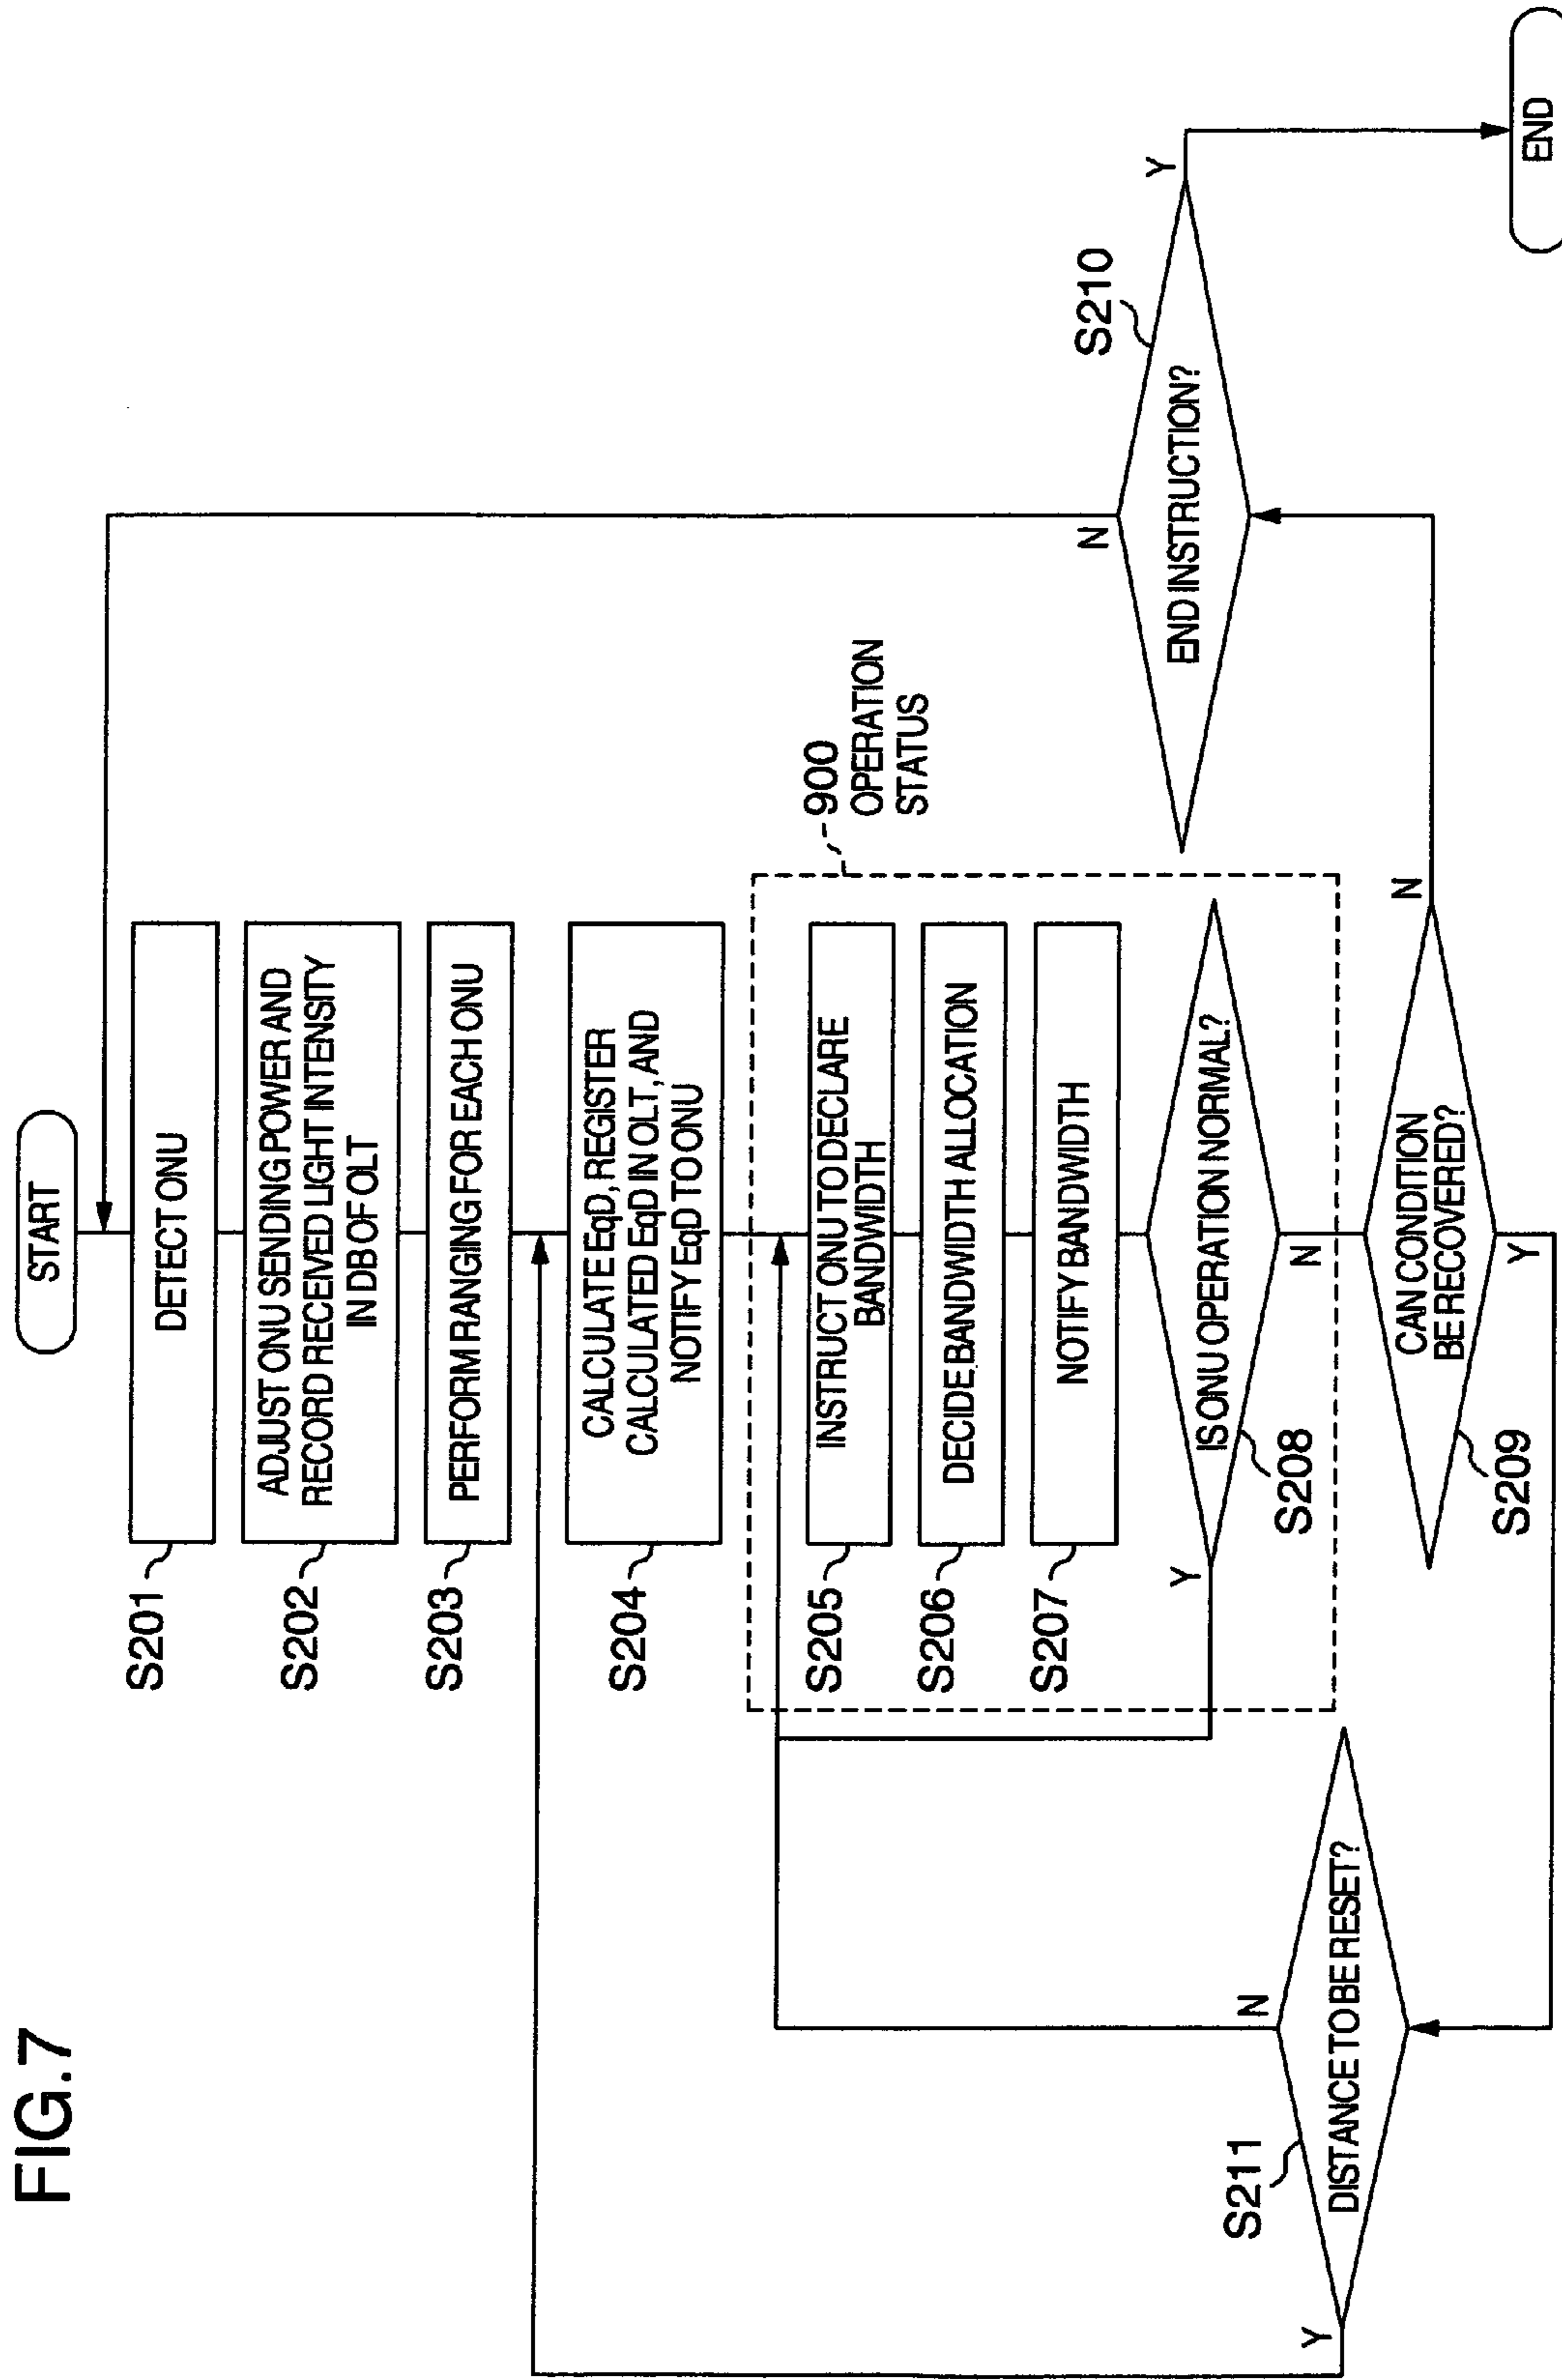 FIG.7
START
S201
DETECT ONU
S202
ADJUST ONU SENDING POWER AND
RECORD RECEIVED LIGHT INTENSITY
IN DB OF OLT
S203
PERFORM RANGING FOR EACH ONU
S204
CALCULATE EqD, REGISTER
CALCULATED EqD IN OLT, AND
NOTIFY EqD TO ONU
900
OPERATION
STATUS
S205
INSTRUCT ONU TO DECLARE
BANDWIDTH
S206
DECIDE BANDWIDTH ALLOCATION
S207
NOTIFY BANDWIDTH
Y
IS ONU OPERATION NORMAL?
S208
N
CAN CONDITION
BE RECOVERED?
N
S209
Y
S211
DISTANCE TO BE RESET?
N
Y
S210
END INSTRUCTION?
N
Y
END